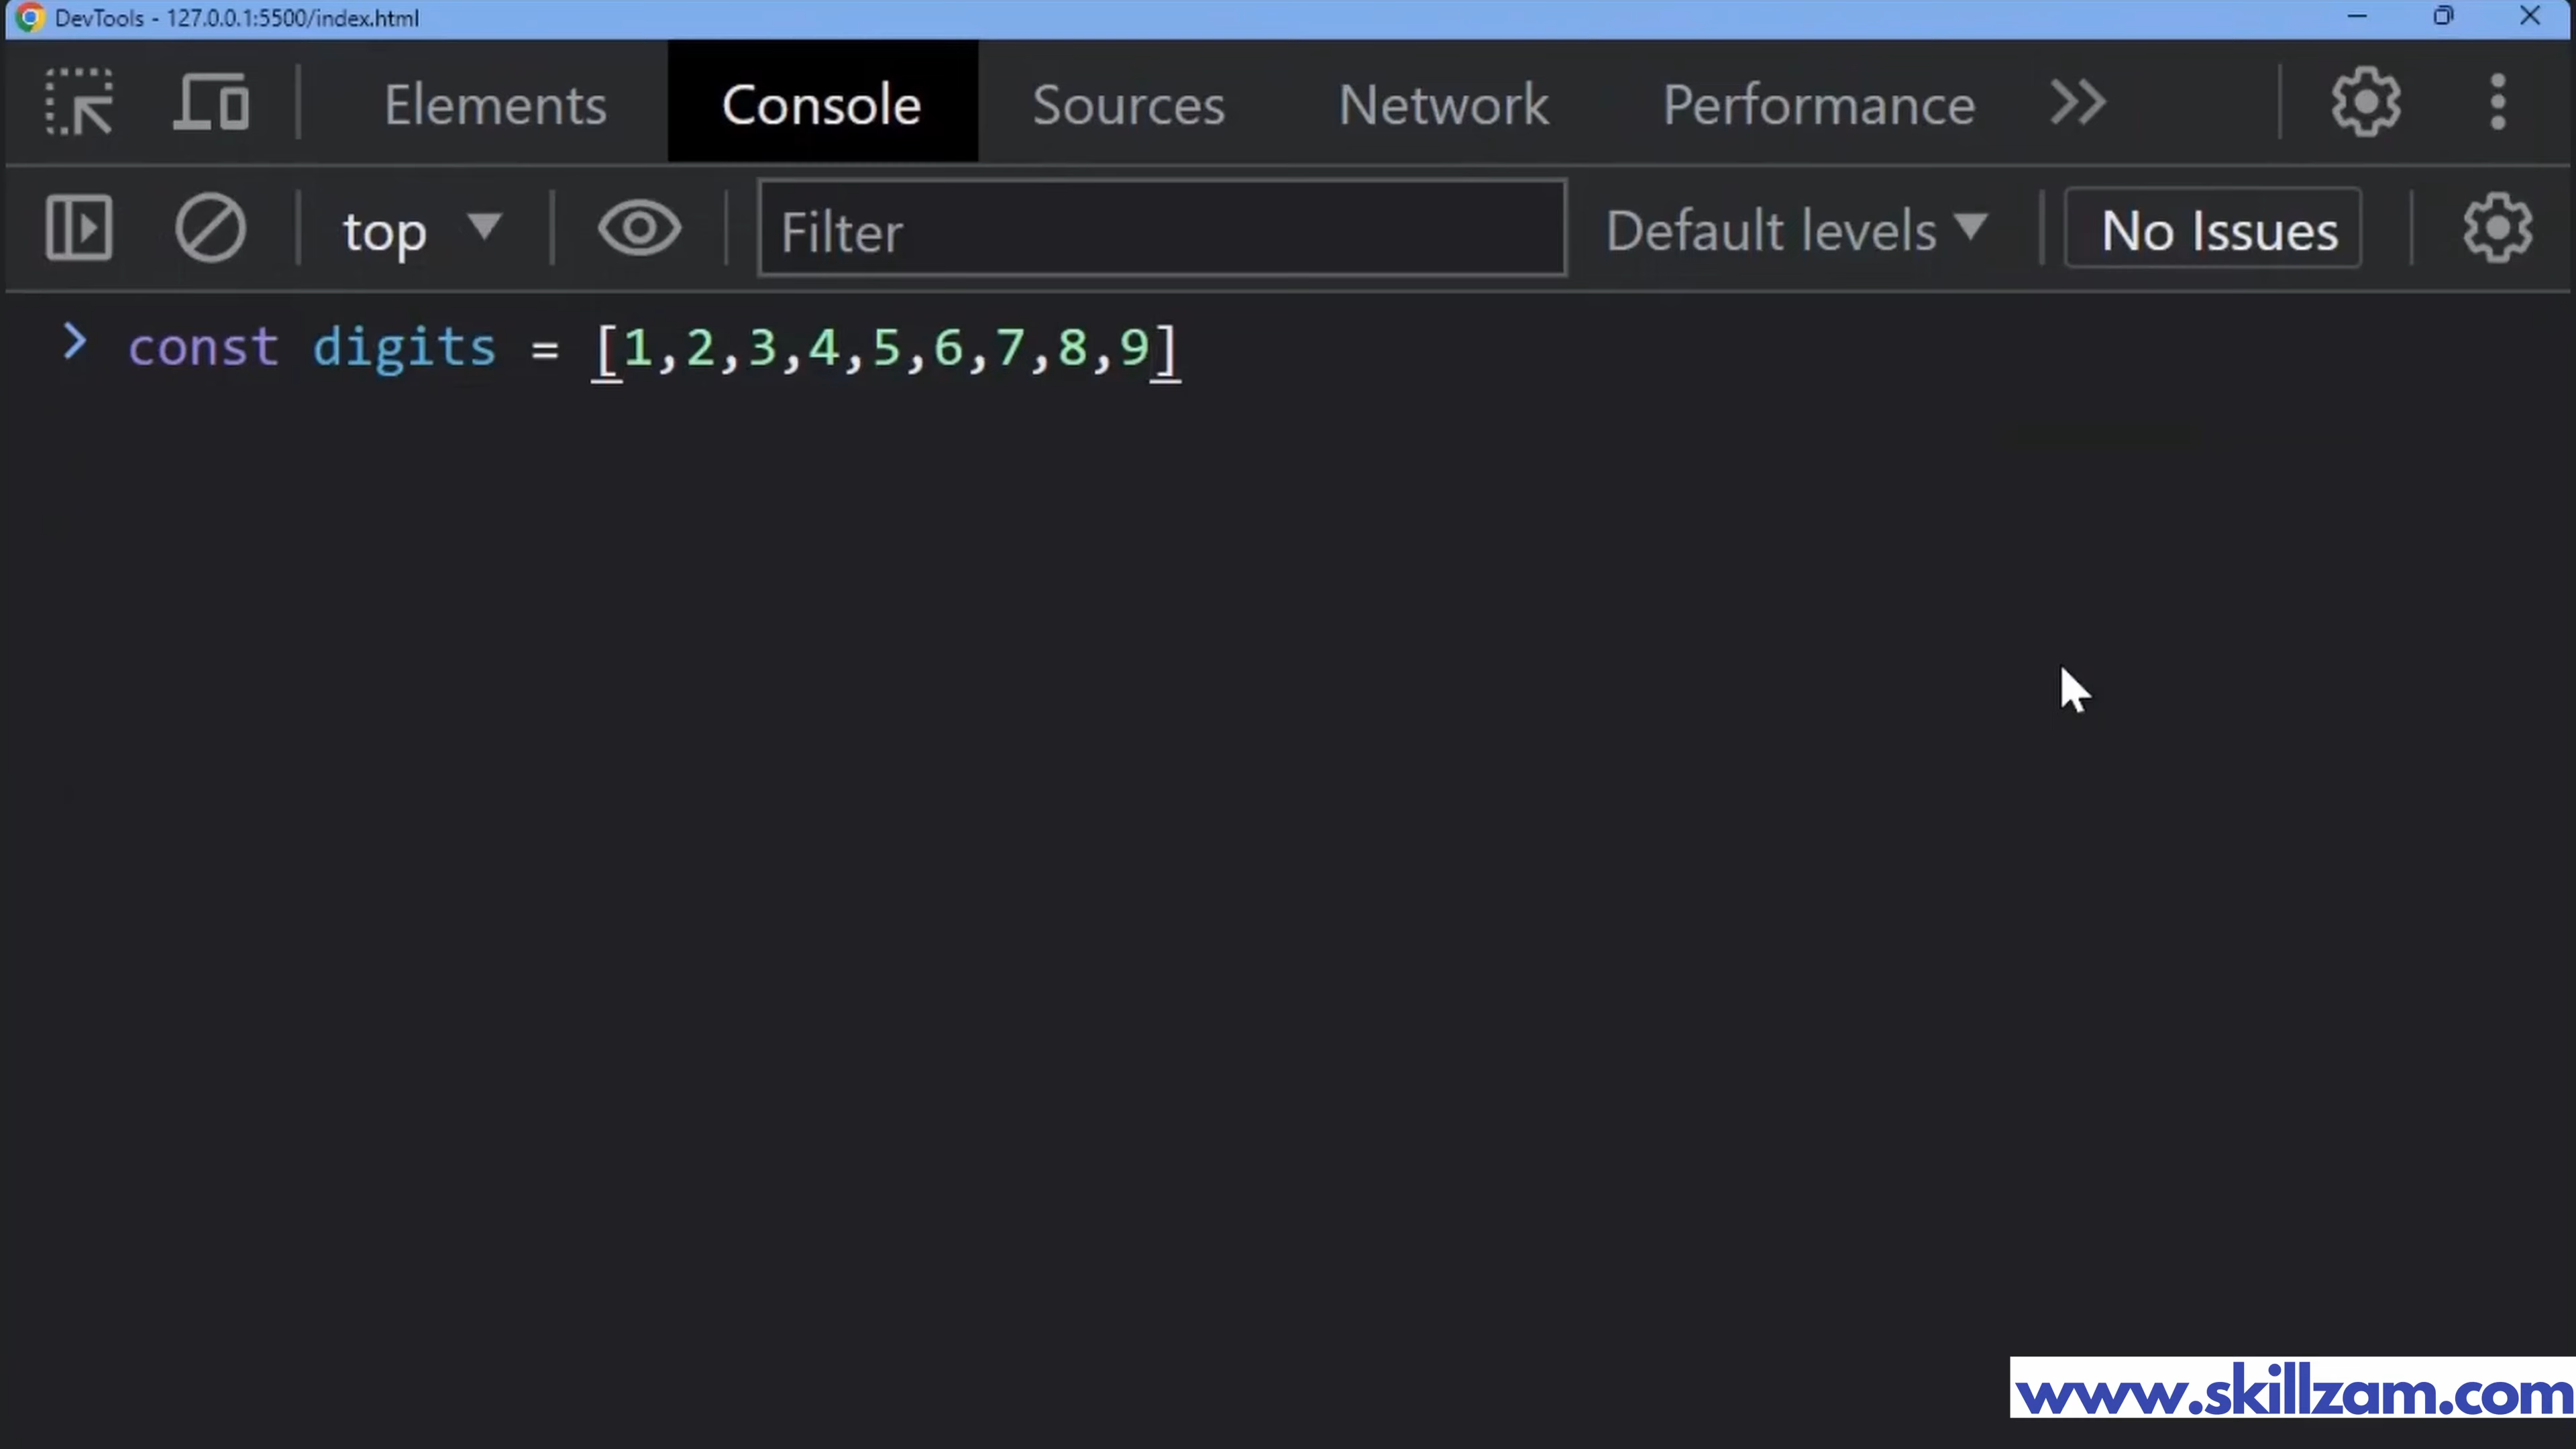 DevTools - 127.0.0.1:5500/index.html
Elements Console Sources Network Performance
top Filter Default levels No Issues
const digits = [1,2,3,4,5,6,7,8,9]
www.skillzam.com